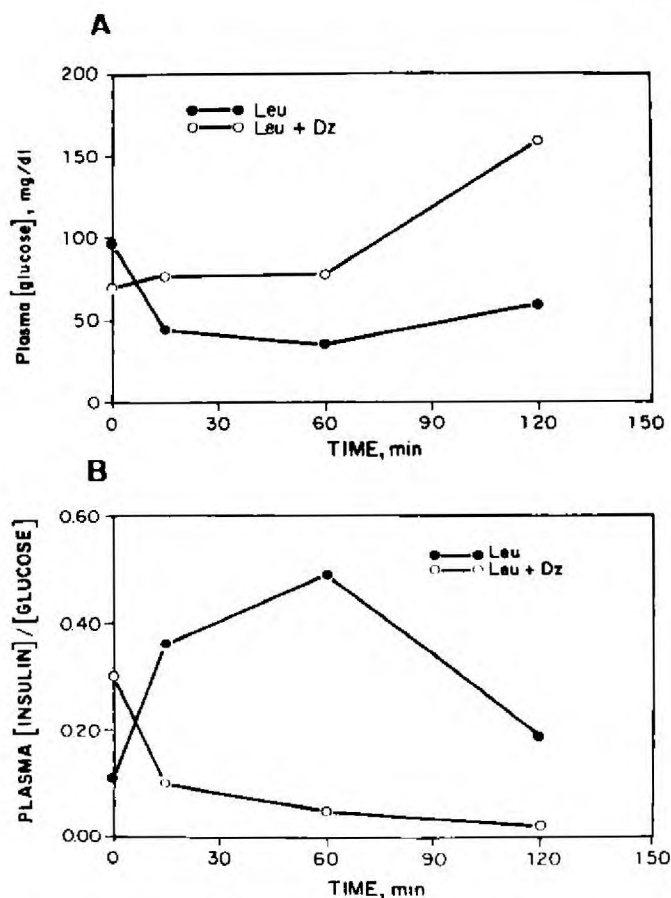 A
200
150
100
50
0
Plasma [glucose], mg/dl
Leu
Leu + Dz
0 30 60 90 120 150
TIME, min
B
0.60
0.40
0.20
0.00
PLASMA [INSULIN]/[GLUCOSE]
Leu
Leu + Dz
0 30 60 90 120 150
TIME, min